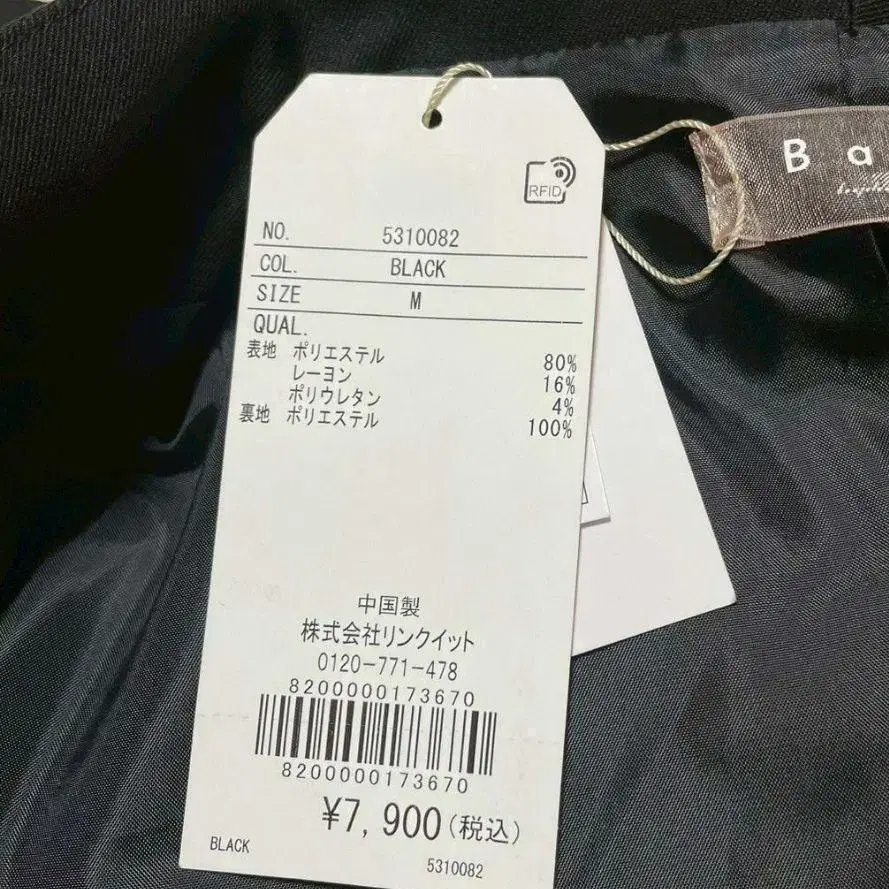 RFID
B a
NO. 5310082
COL. BLACK
SIZE M
QUAL.
表地 ポリエステル 80%
レーヨン 16%
ポリウレタン 4%
裏地 ポリエステル 100%
中国製
株式会社リンクイット
0120-771-478
8200000173670
8200000173670
¥7,900(税込)
BLACK 5310082